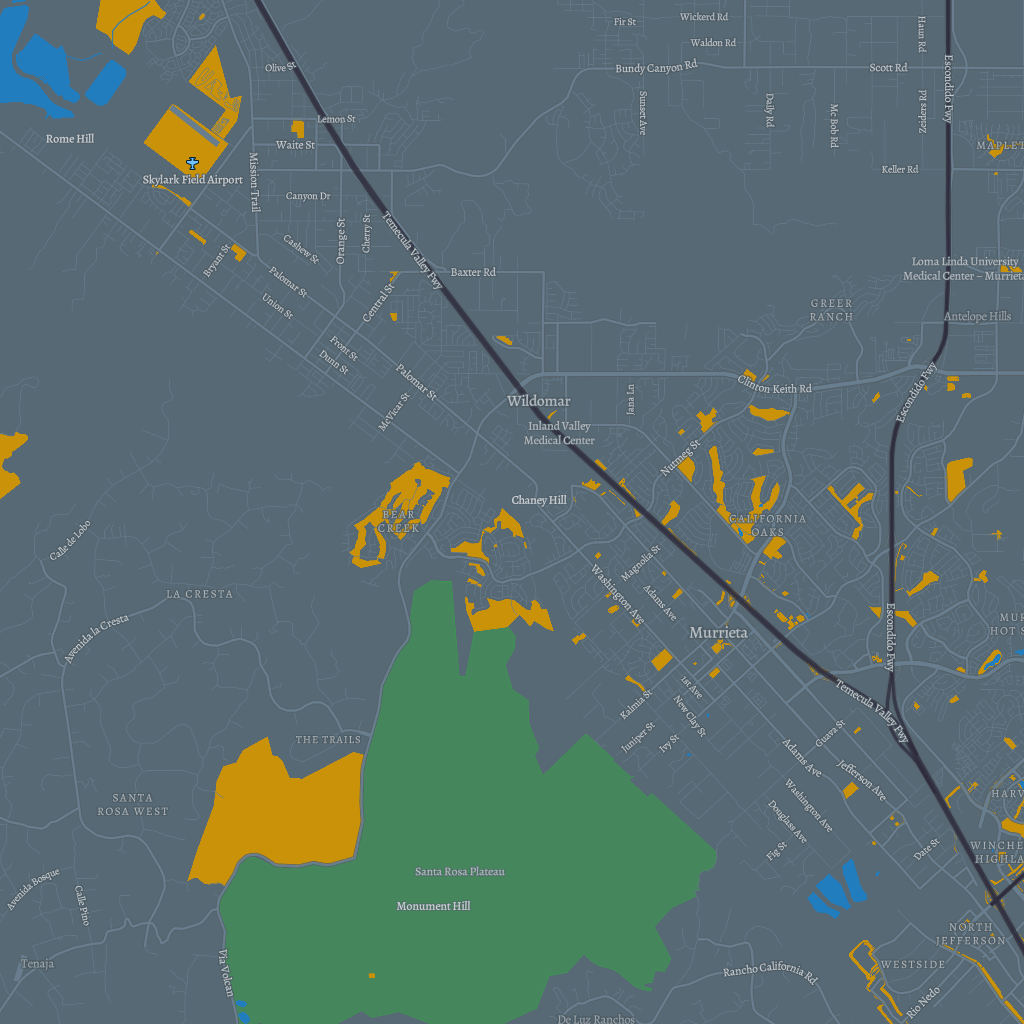 Fir St
Wickerd Rd
Haun Rd
Waldon Rd
Olive St
Bundy Canyon Rd
Scott Rd
Escondido Fwy
Sunset Ave
Daily Rd
Mc Bob Rd
Zeiders Rd
Lemon St
Rome Hill
Waite St
MAPLET
Mission Trail
Skylark Field Airport
Keller Rd
Canyon Dr
Orange St
Cherry St
Temecula Valley Fwy
Cashew St
Bryant St
Palomar St
Baxter Rd
Loma Linda University
Medical Center – Murrieta
Union St
Central St
GREER
RANCH
Antelope Hills
Front St
Dunn St
Palomar St
Clinton Keith Rd
Escondido Fwy
McVicar St
Wildomar
Jana Ln
Inland Valley
Medical Center
Nutmeg St
Chaney Hill
BEAR
CREEK
CALIFORNIA
OAKS
Calle de Lobo
Magnolia St
Washington Ave
Adams Ave
LA CRESTA
Avenida la Cresta
Murrieta
Escondido Fwy
MUR
HOT S
1st Ave
Kalmia St
New Clay St
Temecula Valley Fwy
Juniper St
Ivy St
Guava St
THE TRAILS
Adams Ave
Jefferson Ave
SANTA
ROSA WEST
Washington Ave
HARV
Douglass Ave
Fig St
Date St
WINCHE
HIGHLA
Santa Rosa Plateau
Avenida Bosque
Calle Pino
Monument Hill
NORTH
JEFFERSON
Tenaja
Via Volcan
Rancho California Rd
WESTSIDE
Rio Nedo
De Luz Ranchos